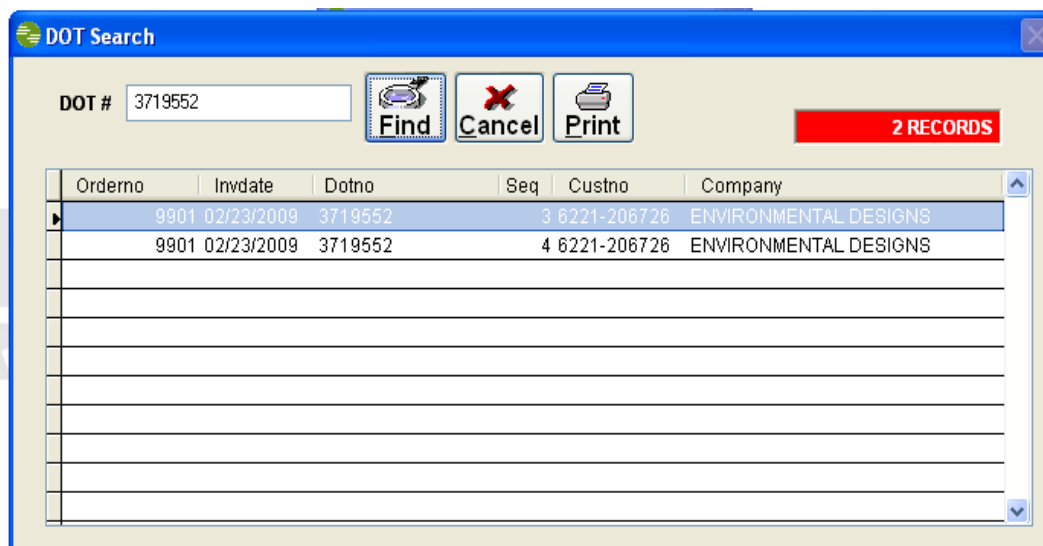 DOT Search
DOT # 3719552 Find Cancel Print
2 RECORDS
Orderno Invdate Dotno Seq Custno Company
9901 02/23/2009 3719552 3 6221-206726 ENVIRONMENTAL DESIGNS
9901 02/23/2009 3719552 4 6221-206726 ENVIRONMENTAL DESIGNS